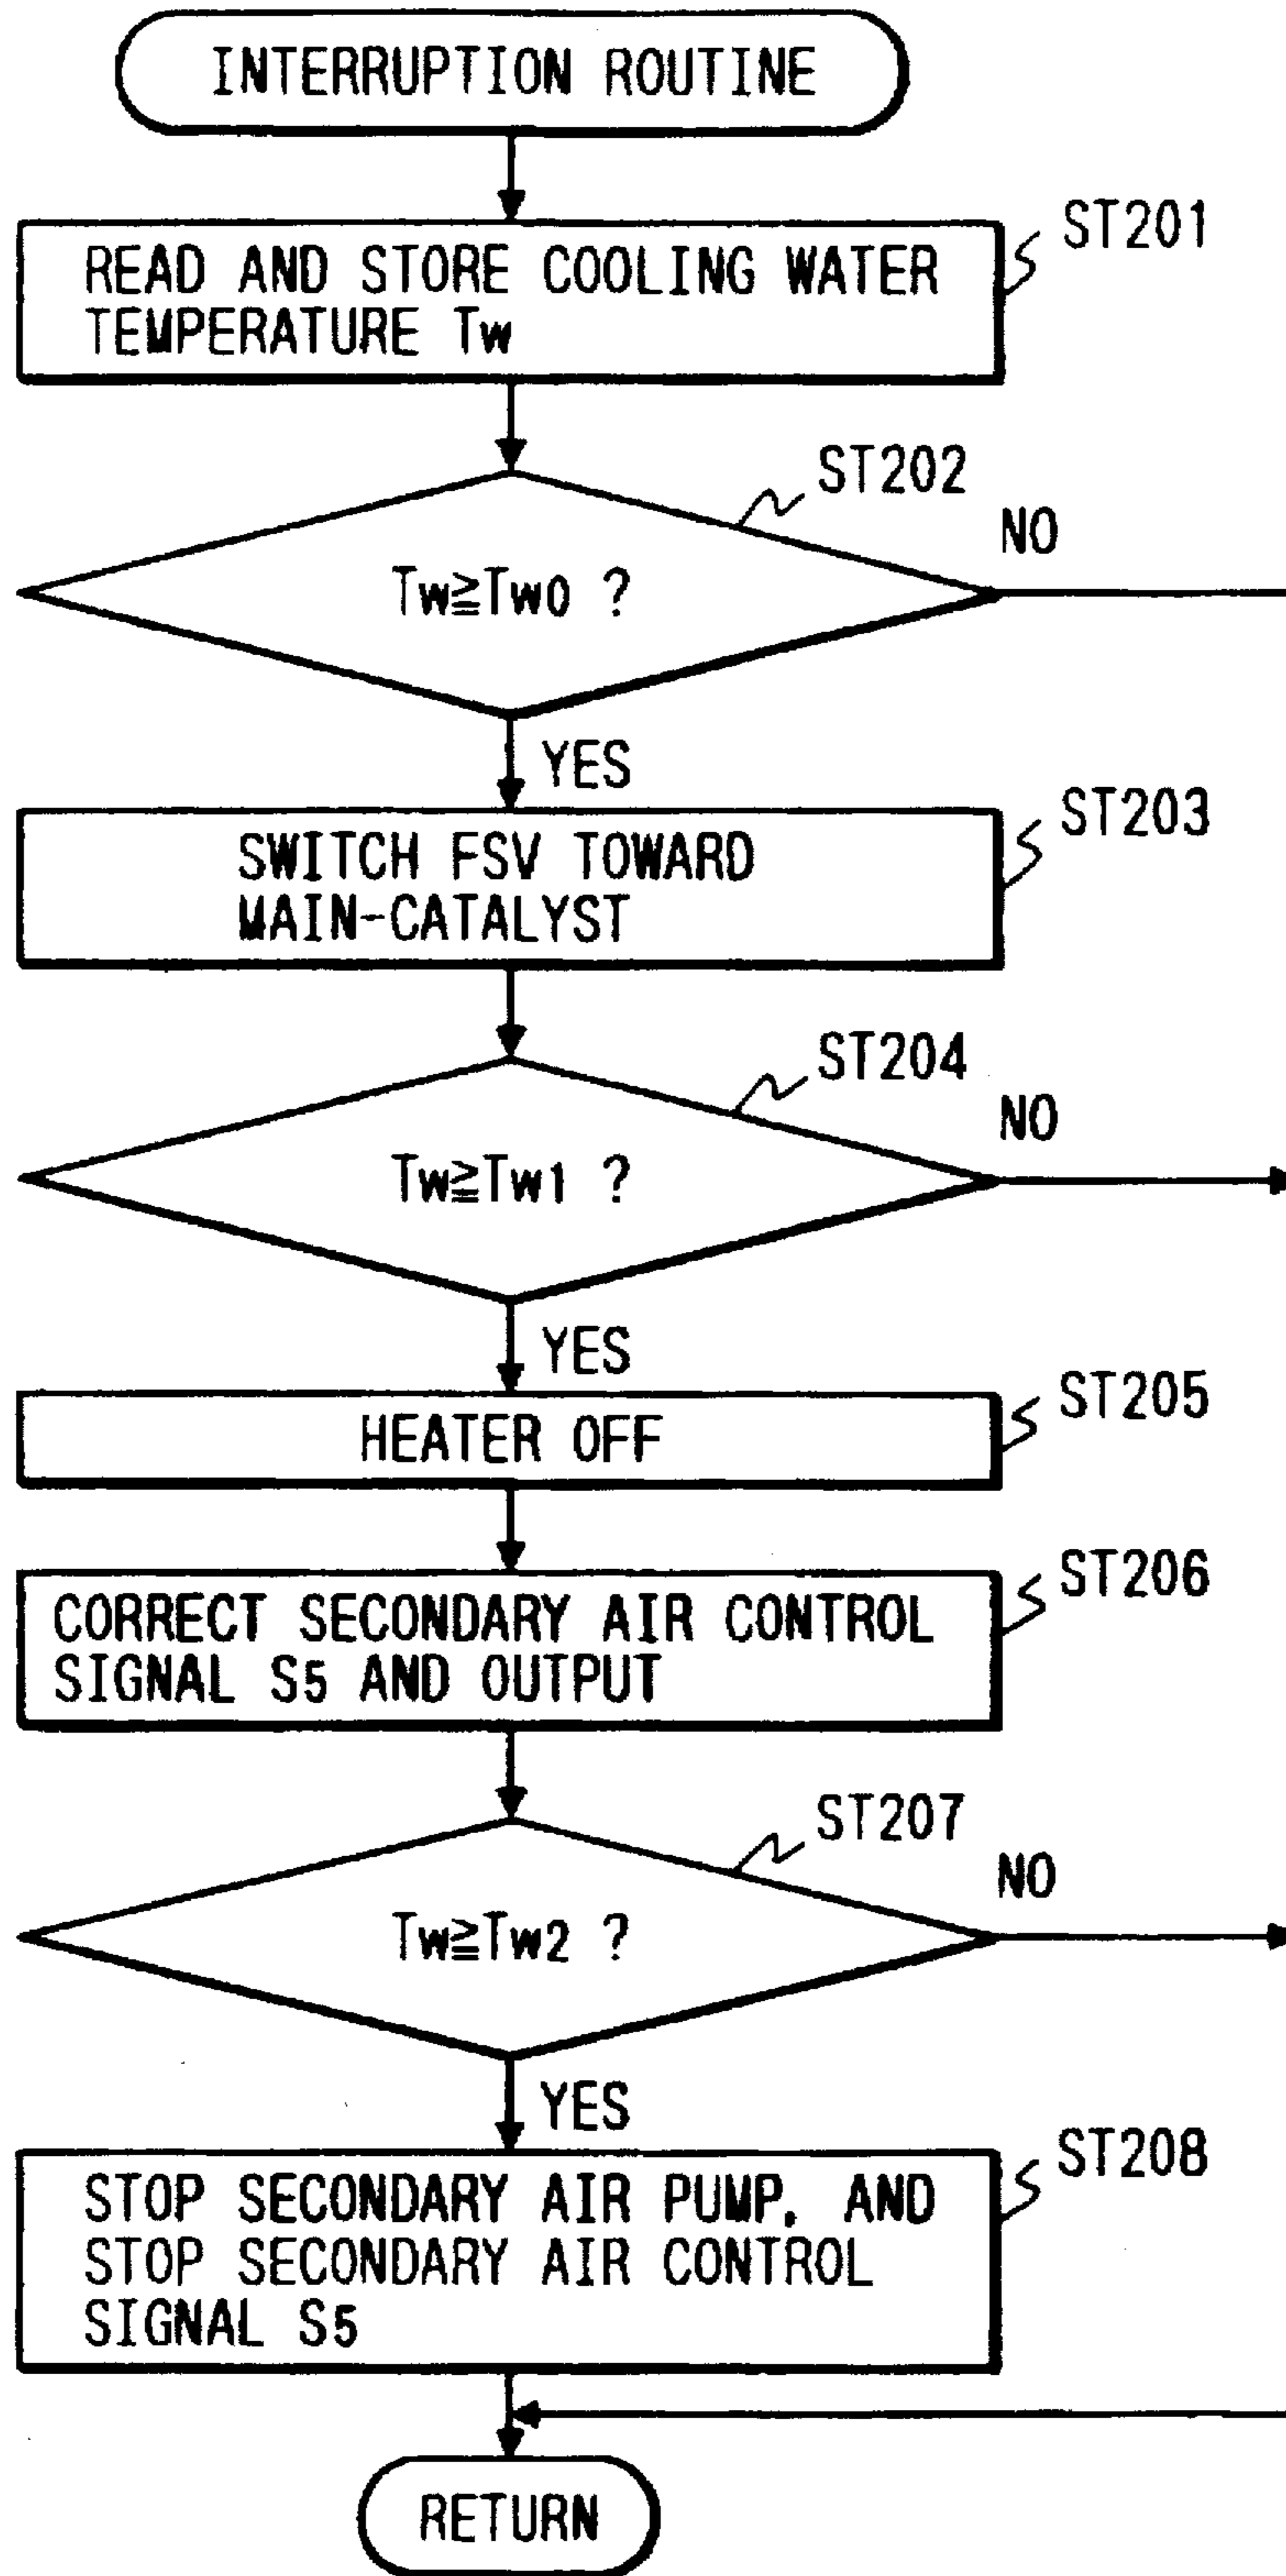 INTERRUPTION ROUTINE
ST201
READ AND STORE COOLING WATER
TEMPERATURE Tw
ST202
NO
Tw≧Tw0 ?
YES
ST203
SWITCH FSV TOWARD
MAIN-CATALYST
ST204
NO
Tw≧Tw1 ?
YES
ST205
HEATER OFF
ST206
CORRECT SECONDARY AIR CONTROL
SIGNAL S5 AND OUTPUT
ST207
NO
Tw≧Tw2 ?
YES
ST208
STOP SECONDARY AIR PUMP, AND
STOP SECONDARY AIR CONTROL
SIGNAL S5
RETURN